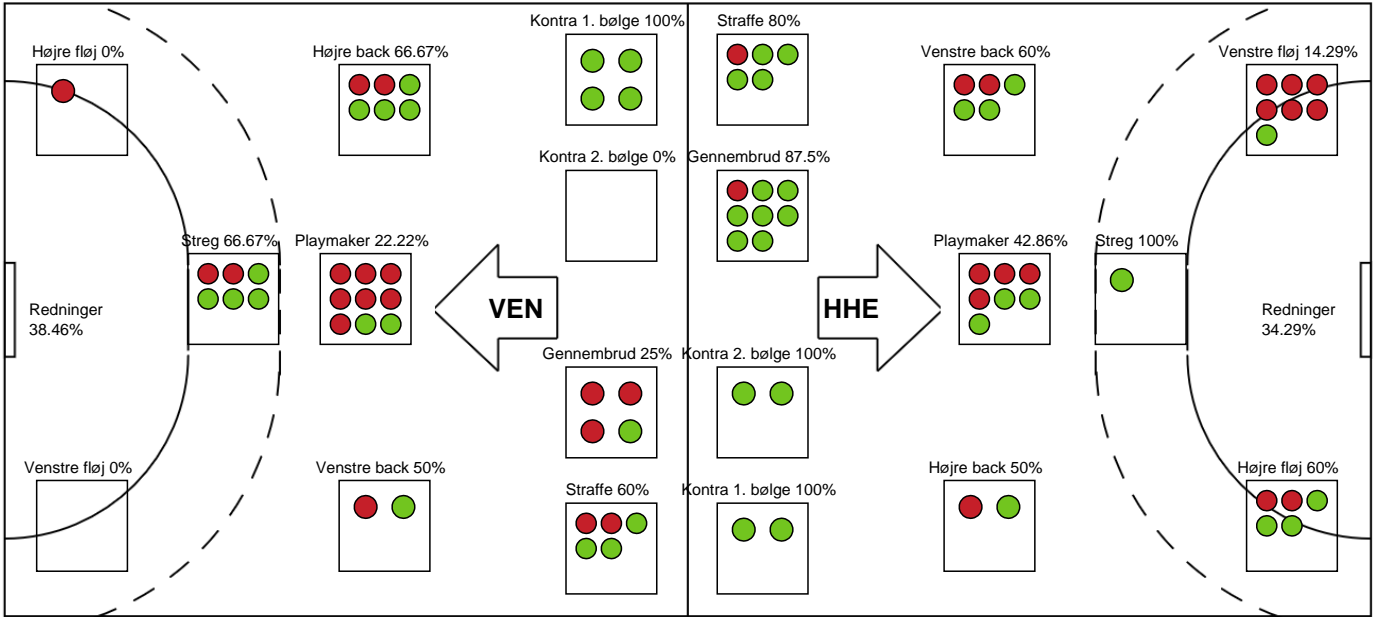 Kontra 1. bølge 100%
Straffe 80%
Højre fløj 0%
Højre back 66.67%
Venstre back 60%
Venstre fløj 14.29%
Kontra 2. bølge 0%
Gennembrud 87.5%
Streg 66.67%
Playmaker 22.22%
Playmaker 42.86%
Streg 100%
VEN
HHE
Redninger
38.46%
Redninger
34.29%
Gennembrud 25%
Kontra 2. bølge 100%
Venstre fløj 0%
Venstre back 50%
Straffe 60%
Kontra 1. bølge 100%
Højre back 50%
Højre fløj 60%